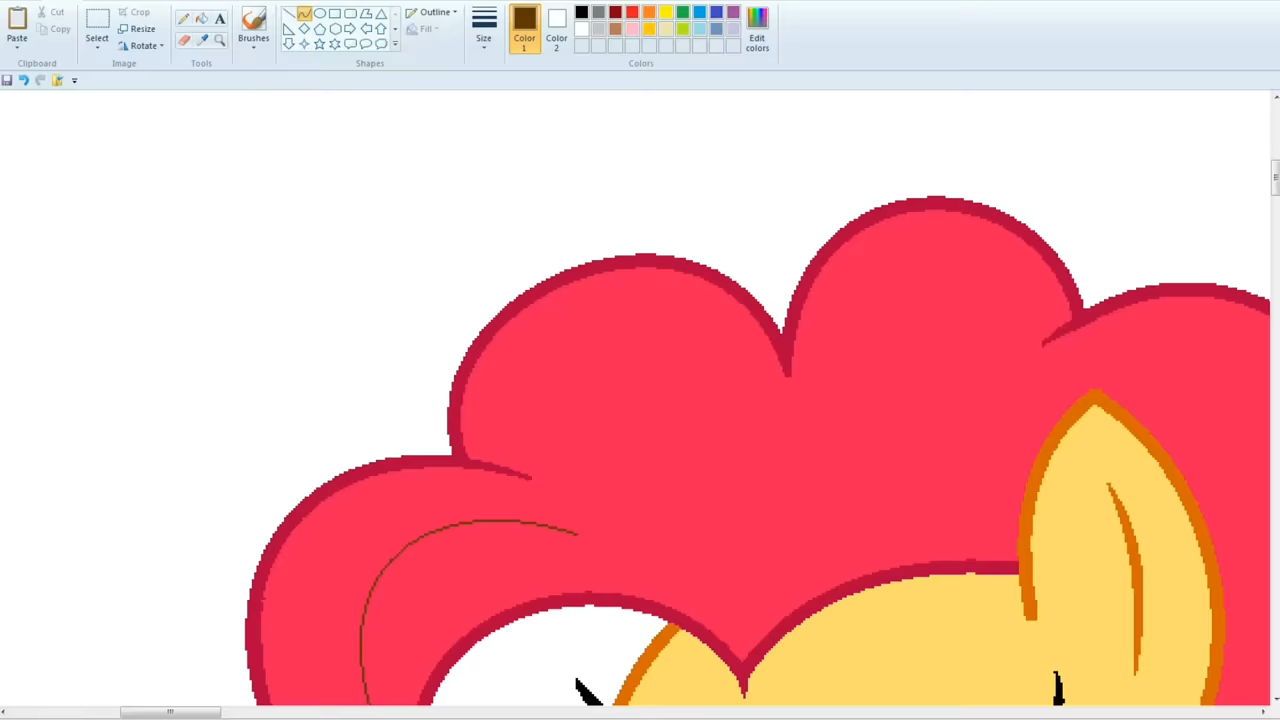 Cut
Crop
Outline
Copy
Resize
Fill
Paste
Select
Rotate
A
Brushes
Size
Color
1
Color
2
Edit
colors
Clipboard
Image
Tools
Shapes
Colors